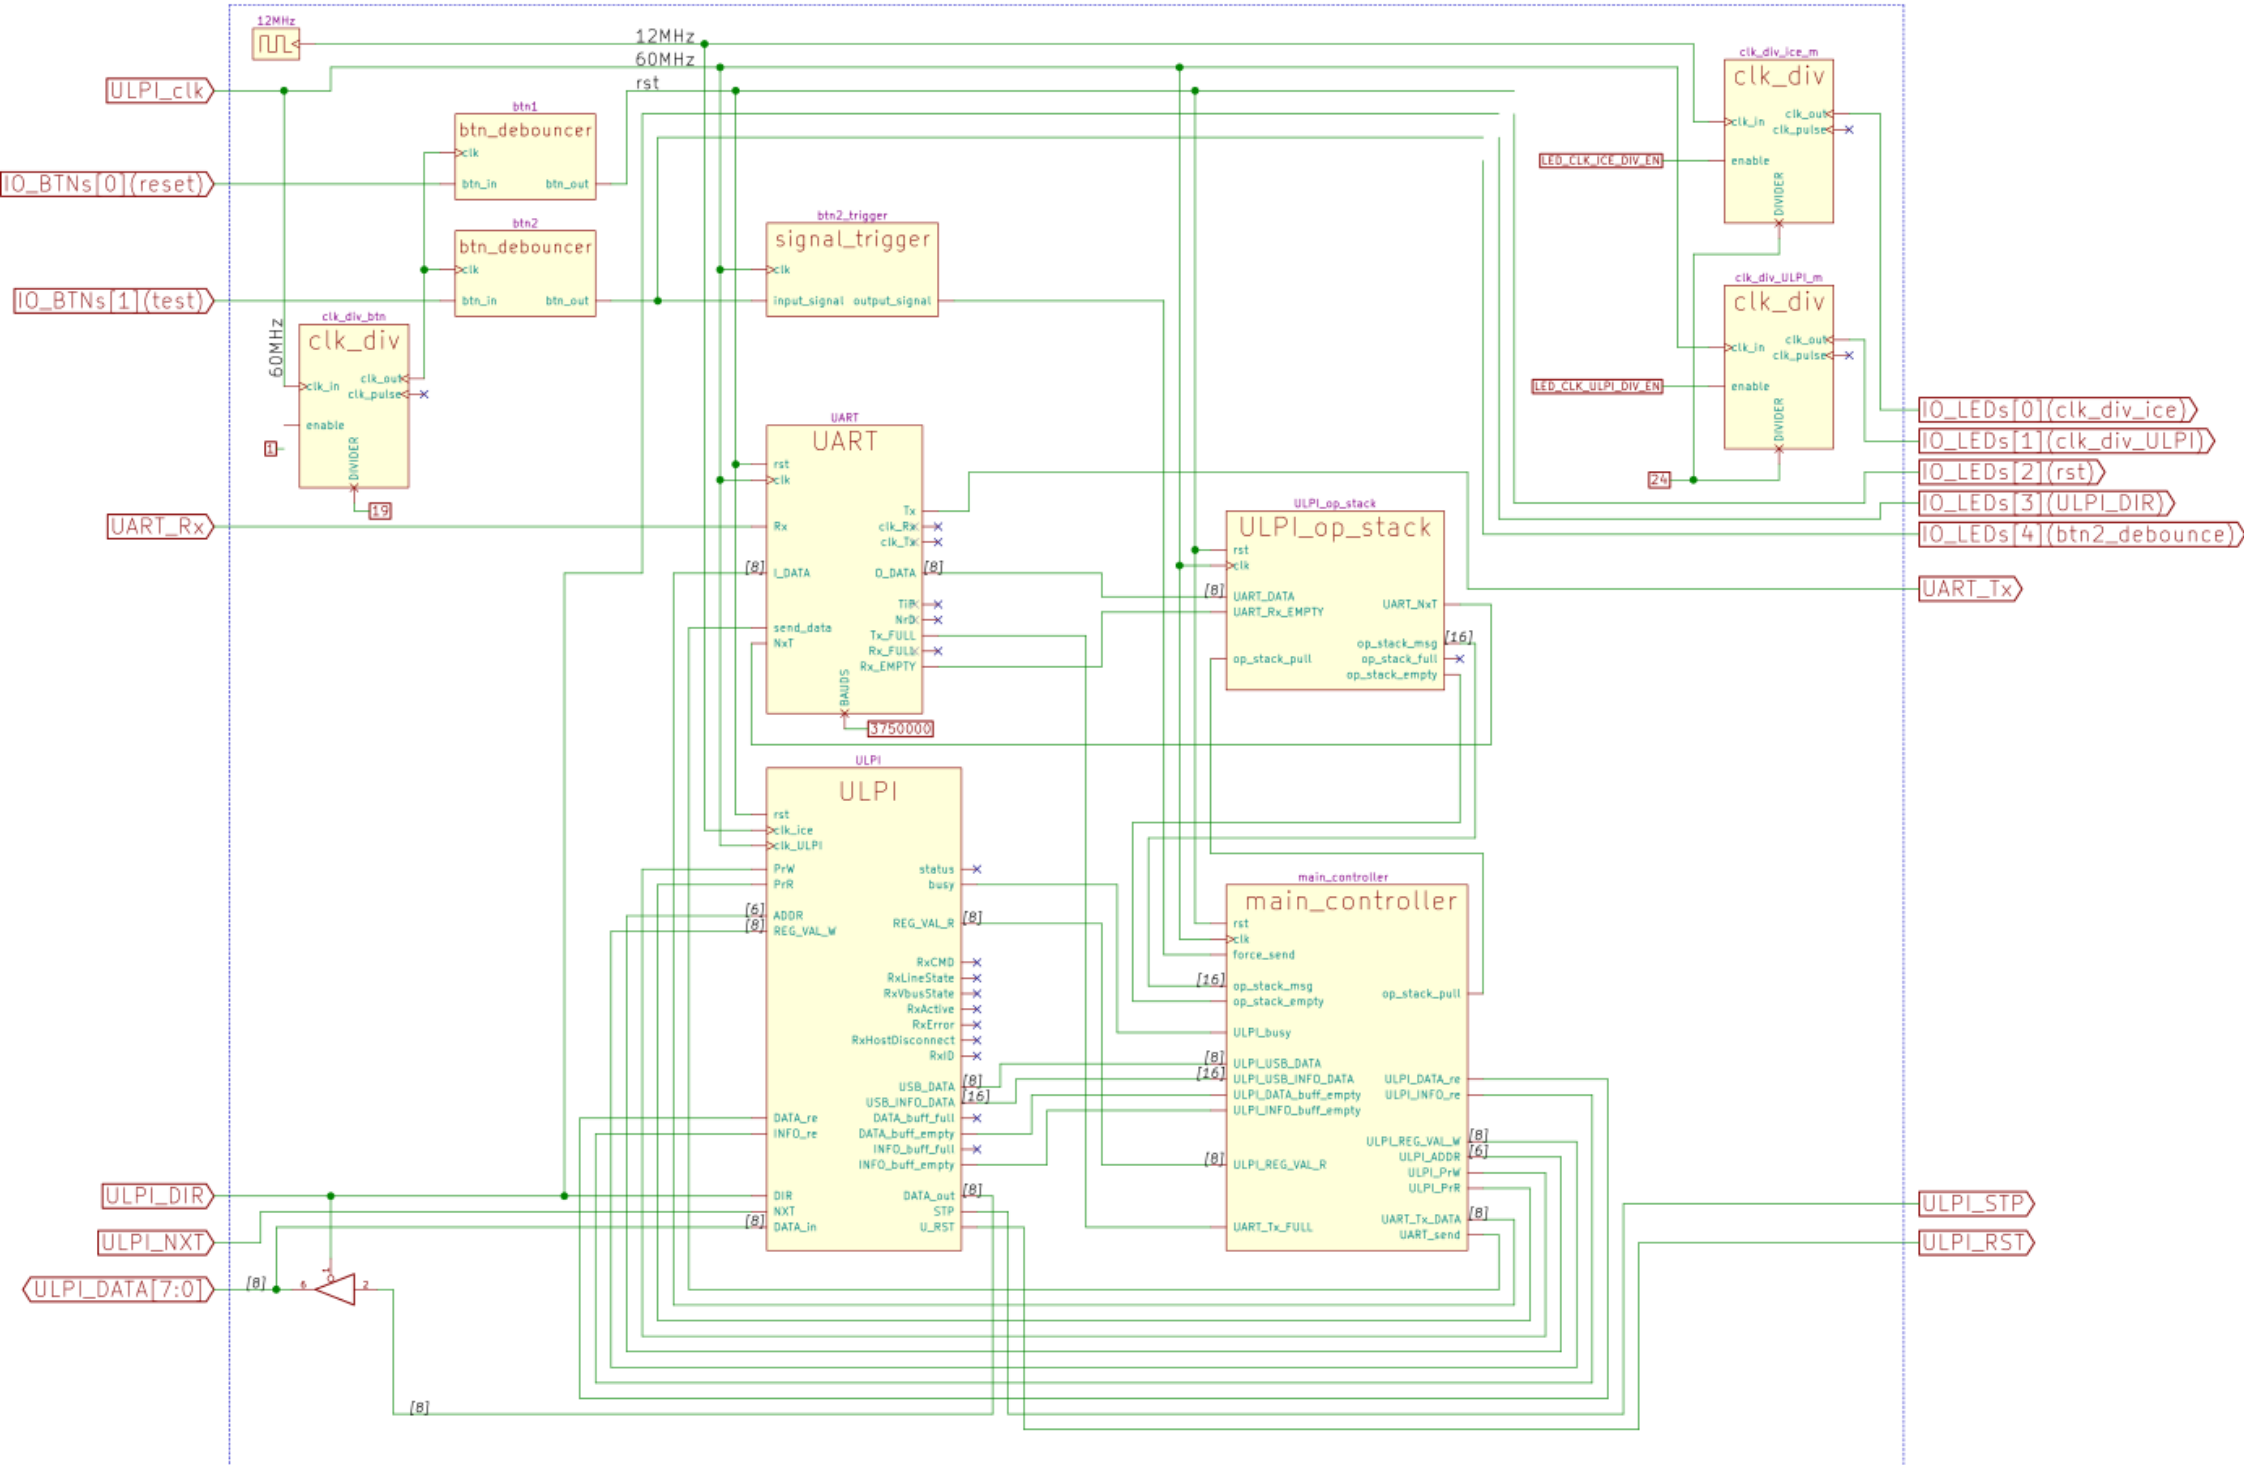 12MHz
12MHz
60MHz
rst
ULPI_clk
IO_BTNs[0](reset)
IO_BTNs[1](test)
60MHz
btn1
btn_debouncer
clk
btn_in btn_out
btn2
btn_debouncer
clk
btn_in btn_out
clk_div_btn
clk_div
clk_out
clk_in
clk_pulse
enable
DIVIDER
1
19
btn2_trigger
signal_trigger
clk
input_signal output_signal
clk_div_ice_m
clk_div
clk_out
clk_in
clk_pulse
enable
DIVIDER
LED_CLK_ICE_DIV_EN
clk_div_ULPI_m
clk_div
clk_out
clk_in
clk_pulse
enable
DIVIDER
LED_CLK_ULPI_DIV_EN
24
IO_LEDs[0](clk_div_ice)
IO_LEDs[1](clk_div_ULPI)
IO_LEDs[2](rst)
IO_LEDs[3](ULPI_DIR)
IO_LEDs[4](btn2_debounce)
UART_Tx
UART_Rx
UART
UART
rst
clk
Tx
Rx clk_Rx
clk_Tx
[8] I_DATA O_DATA [8]
TiP
NrD
send_data
Tx_FULL
NxT
Rx_FULL
Rx_EMPTY
BAUDS
3750000
ULPI_op_stack
ULPI_op_stack
rst
clk
[8] UART_DATA
UART_NxT
UART_Rx_EMPTY
op_stack_msg [16]
op_stack_pull op_stack_full
op_stack_empty
ULPI
ULPI
rst
clk_ice
clk_ULPI
PrW status
PrR busy
[6] ADDR
REG_VAL_R [8]
[8] REG_VAL_W
RxCMD
RxLineState
RxVbusState
RxActive
RxError
RxHostDisconnect
RxID
USB_DATA [8]
USB_INFO_DATA [16]
DATA_re DATA_buff_full
INFO_re DATA_buff_empty
INFO_buff_full
INFO_buff_empty
DIR DATA_out [8]
NXT STP
[8] DATA_in U_RST
main_controller
main_controller
rst
clk
force_send
[16] op_stack_msg
op_stack_pull
op_stack_empty
ULPI_busy
[8] ULPI_USB_DATA
[16] ULPI_USB_INFO_DATA ULPI_DATA_re
ULPI_DATA_buff_empty ULPI_INFO_re
ULPI_INFO_buff_empty
ULPI_REG_VAL_W [8]
ULPI_ADDR [6]
[8] ULPI_REG_VAL_R
ULPI_PrW
ULPI_PrR
UART_Tx_DATA [8]
UART_Tx_FULL
UART_send
ULPI_DIR
ULPI_NXT
ULPI_DATA[7:0]
[8] 6 1 2
[8]
ULPI_STP
ULPI_RST